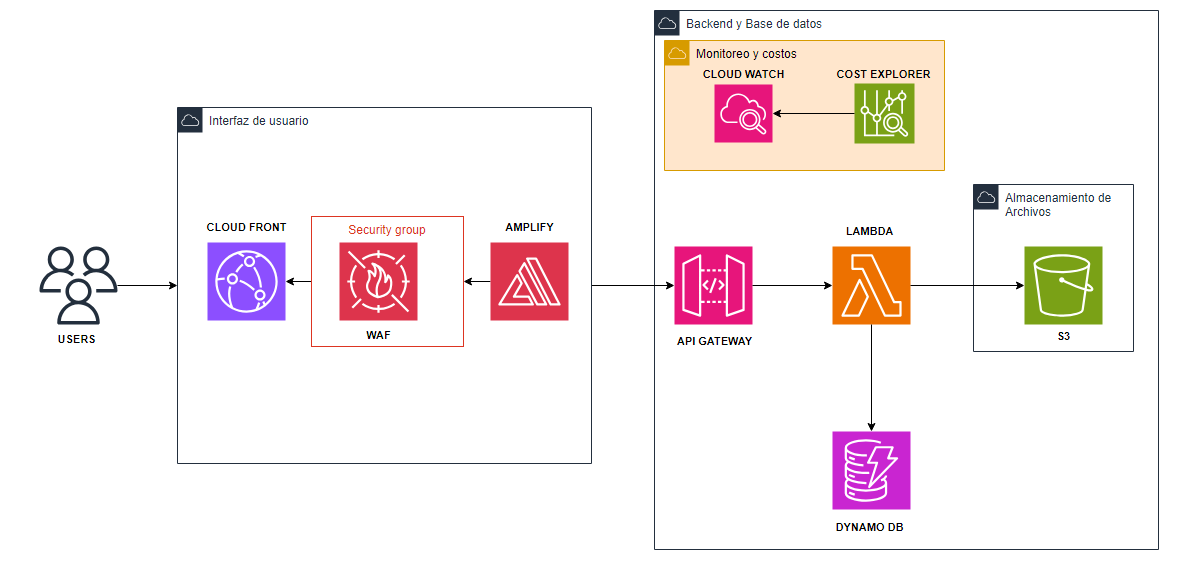 Backend y Base de datos
Monitoreo y costos
CLOUD WATCH
COST EXPLORER
Interfaz de usuario
Almacenamiento de
Archivos
CLOUD FRONT
Security group
AMPLIFY
LAMBDA
WAF
USERS
API GATEWAY
S3
DYNAMO DB